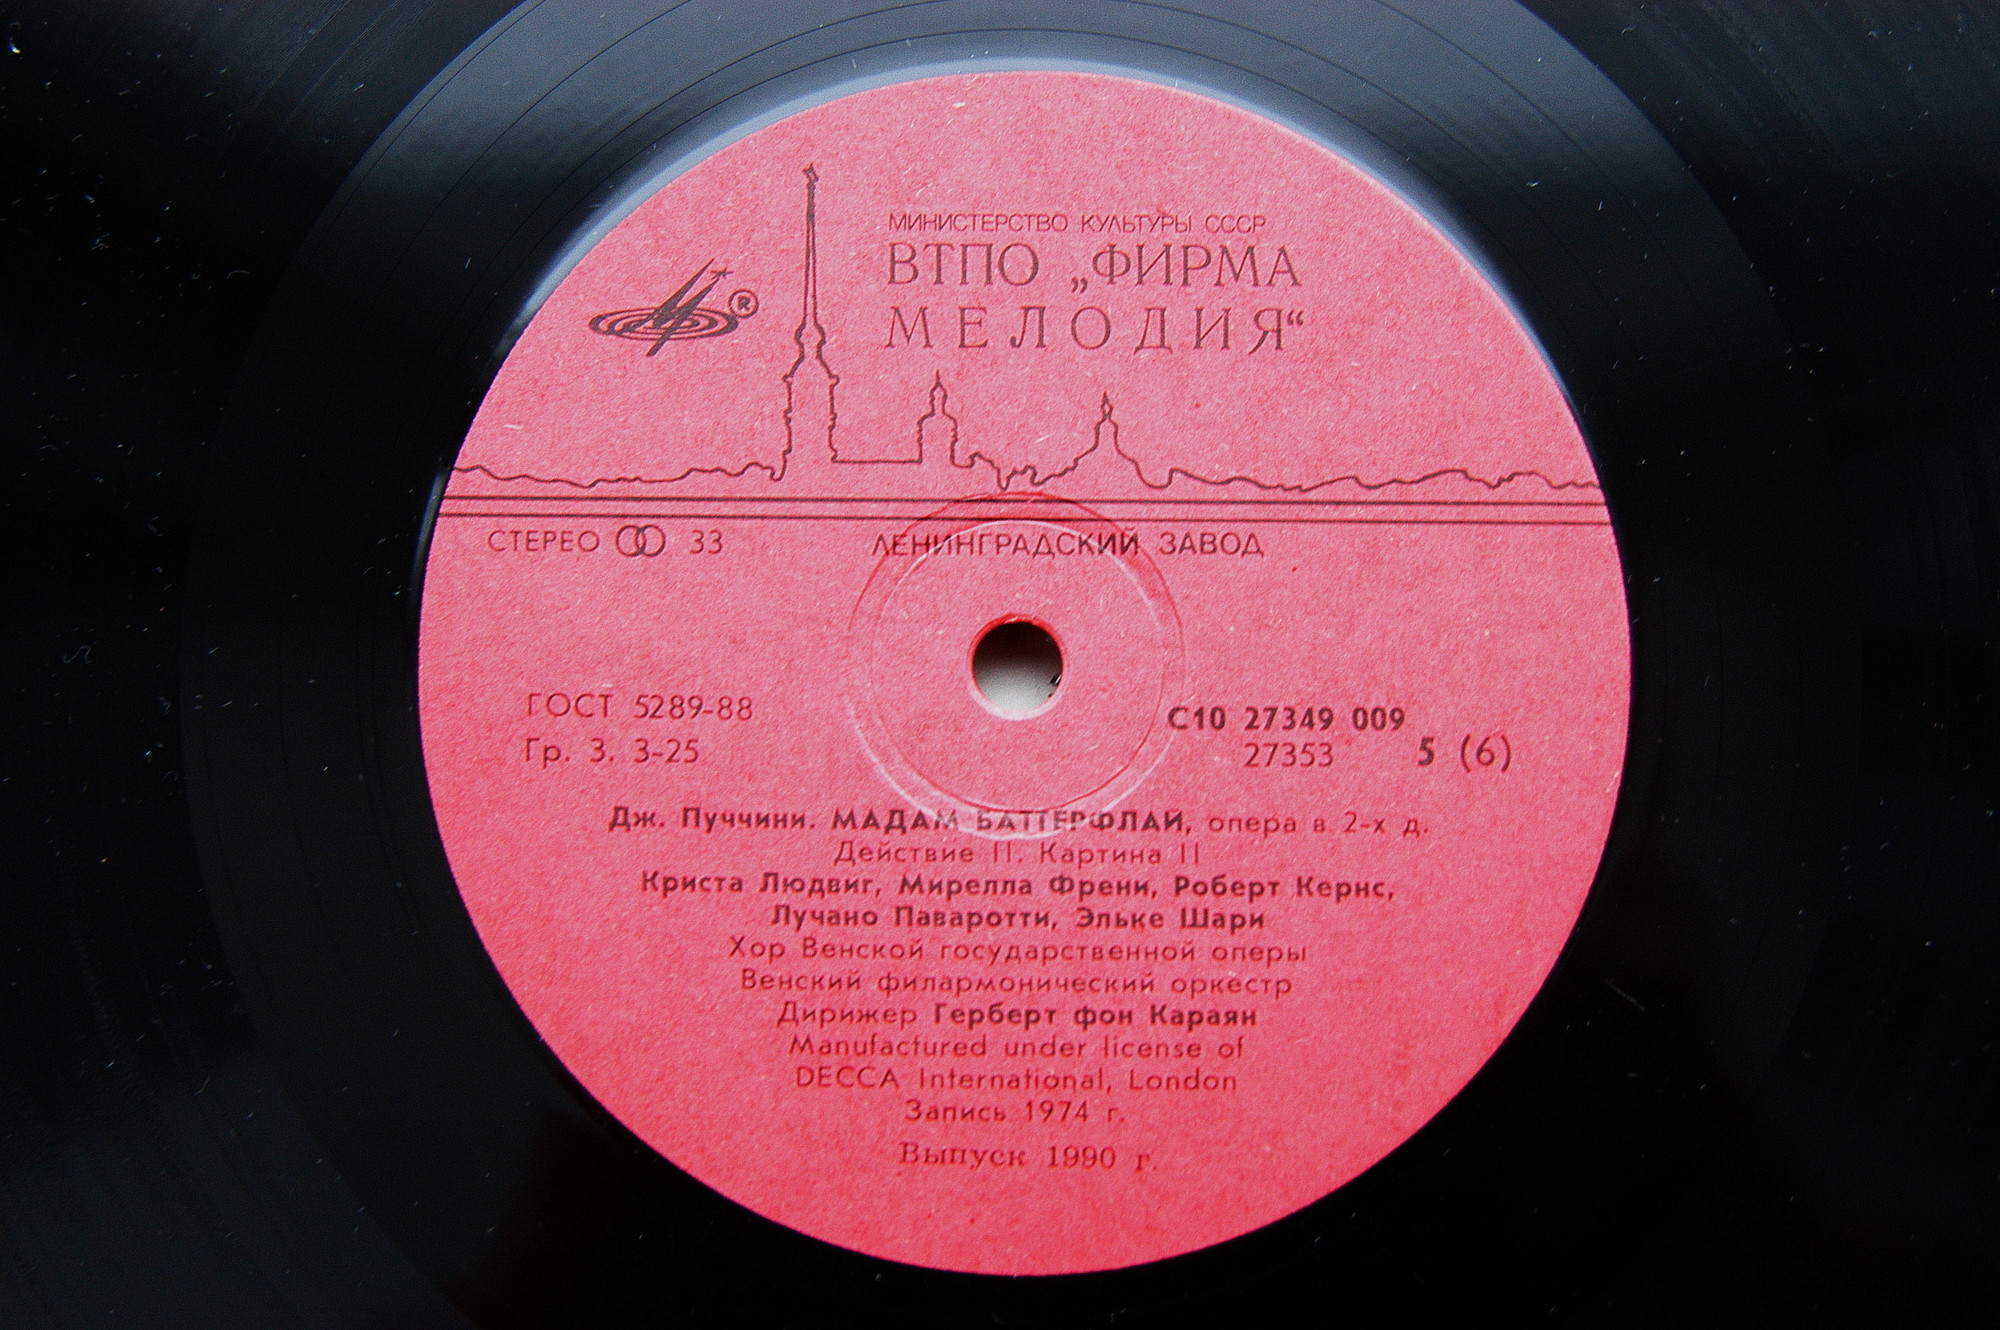 МИНИСТЕРСТВО КУЛЬТУРЫ СССР
ВТПО „ФИРМА
МЕЛОДИЯ“
®
СТЕРЕО 33 ЛЕНИНГРАДСКИЙ ЗАВОД
ГОСТ 5289-88
Гр. 3. 3-25
С10 27349 009
27353 5 (6)
Дж. Пуччини. МАДАМ БАТТЕРФЛАЙ, опера в 2-х д.
Действие II. Картина II
Криста Людвиг, Мирелла Френи, Роберт Кернс,
Лучано Паваротти, Эльке Шари
Хор Венской государственной оперы
Венский филармонический оркестр
Дирижер Герберт фон Караян
Manufactured under license of
DECCA International, London
Запись 1974 г.
Выпуск 1990 г.